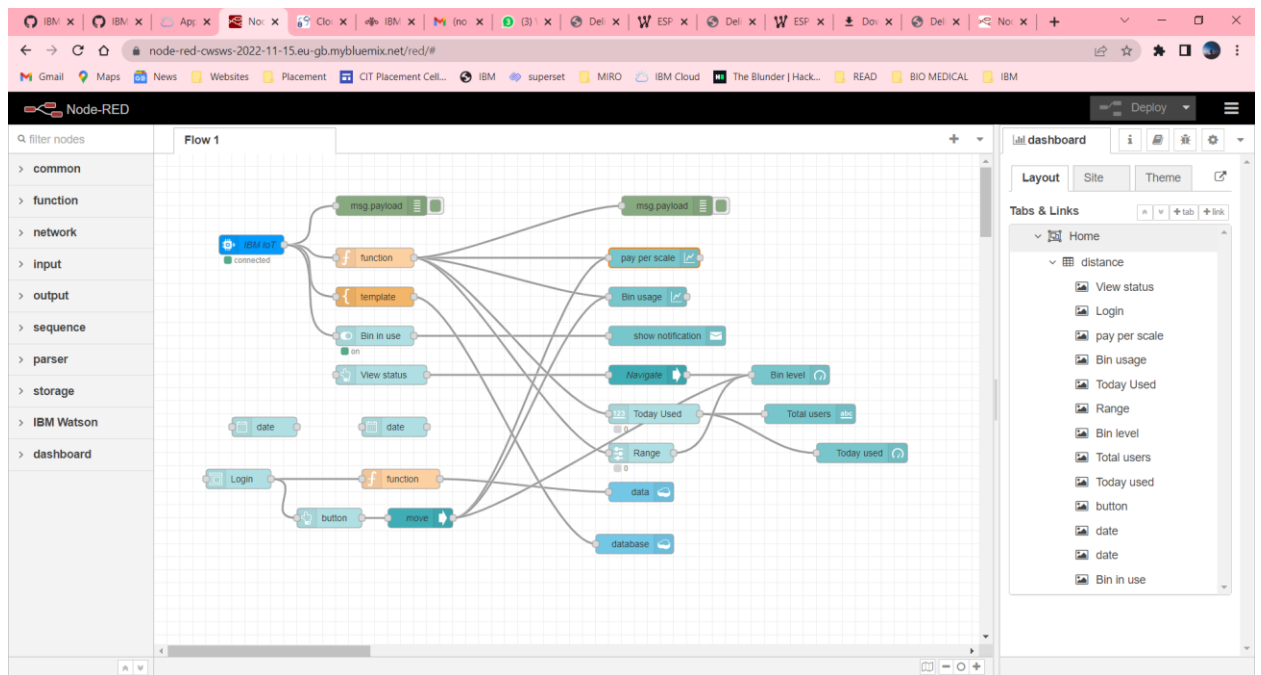 IBM IBM App Noc Clo IBM M (no (3) Deli ESP Deli ESP Dov Del Noc
node-red-cwsws-2022-11-15.eu-gb.mybluemix.net/red/#
Gmail Maps News Websites Placement CIT Placement Cell... IBM superset MIRO IBM Cloud The Blunder | Hack... READ BIO MEDICAL IBM
Node-RED Deploy
filter nodes Flow 1 dashboard i
common
function
network
input
output
sequence
parser
storage
IBM Watson
dashboard
msg.payload msg.payload
IBM IoT
connected
function pay per scale
template Bin usage
Bin in use show notification
on
View status Navigate Bin level
date date 123 Today Used Total users abc
0
Range Today used
0
Login function data
button move
database
Layout Site Theme
Tabs & Links + tab + link
Home
distance
View status
Login
pay per scale
Bin usage
Today Used
Range
Bin level
Total users
Today used
button
date
date
Bin in use